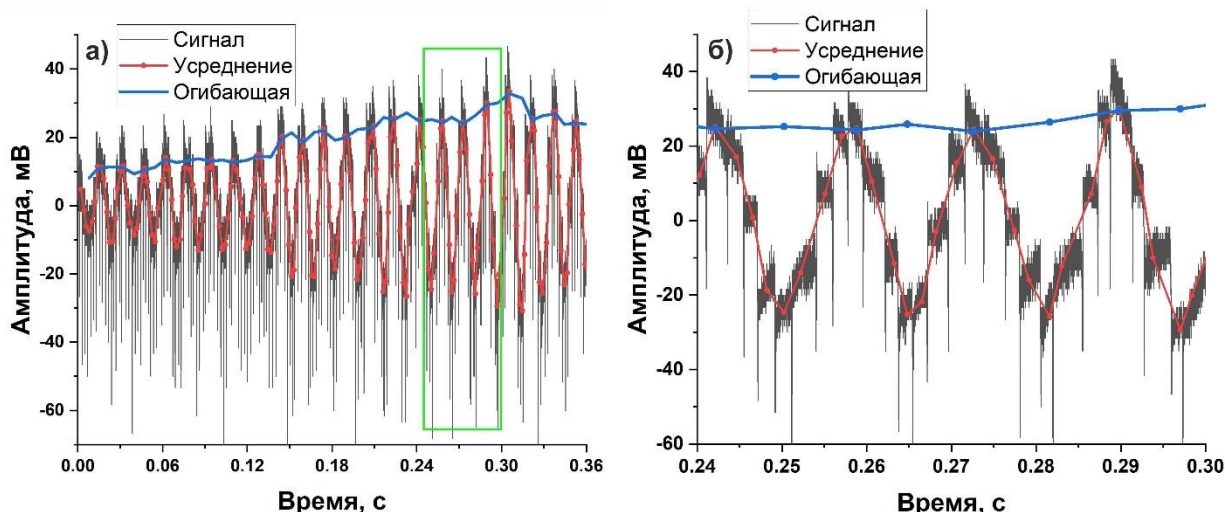 а)
Сигнал
Усреднение
Огибающая
Амплитуда, мВ
40
20
0
-20
-40
-60
0.00 0.06 0.12 0.18 0.24 0.30 0.36
Время, с
б)
Сигнал
Усреднение
Огибающая
Амплитуда, мВ
40
20
0
-20
-40
-60
0.24 0.25 0.26 0.27 0.28 0.29 0.30
Время, с